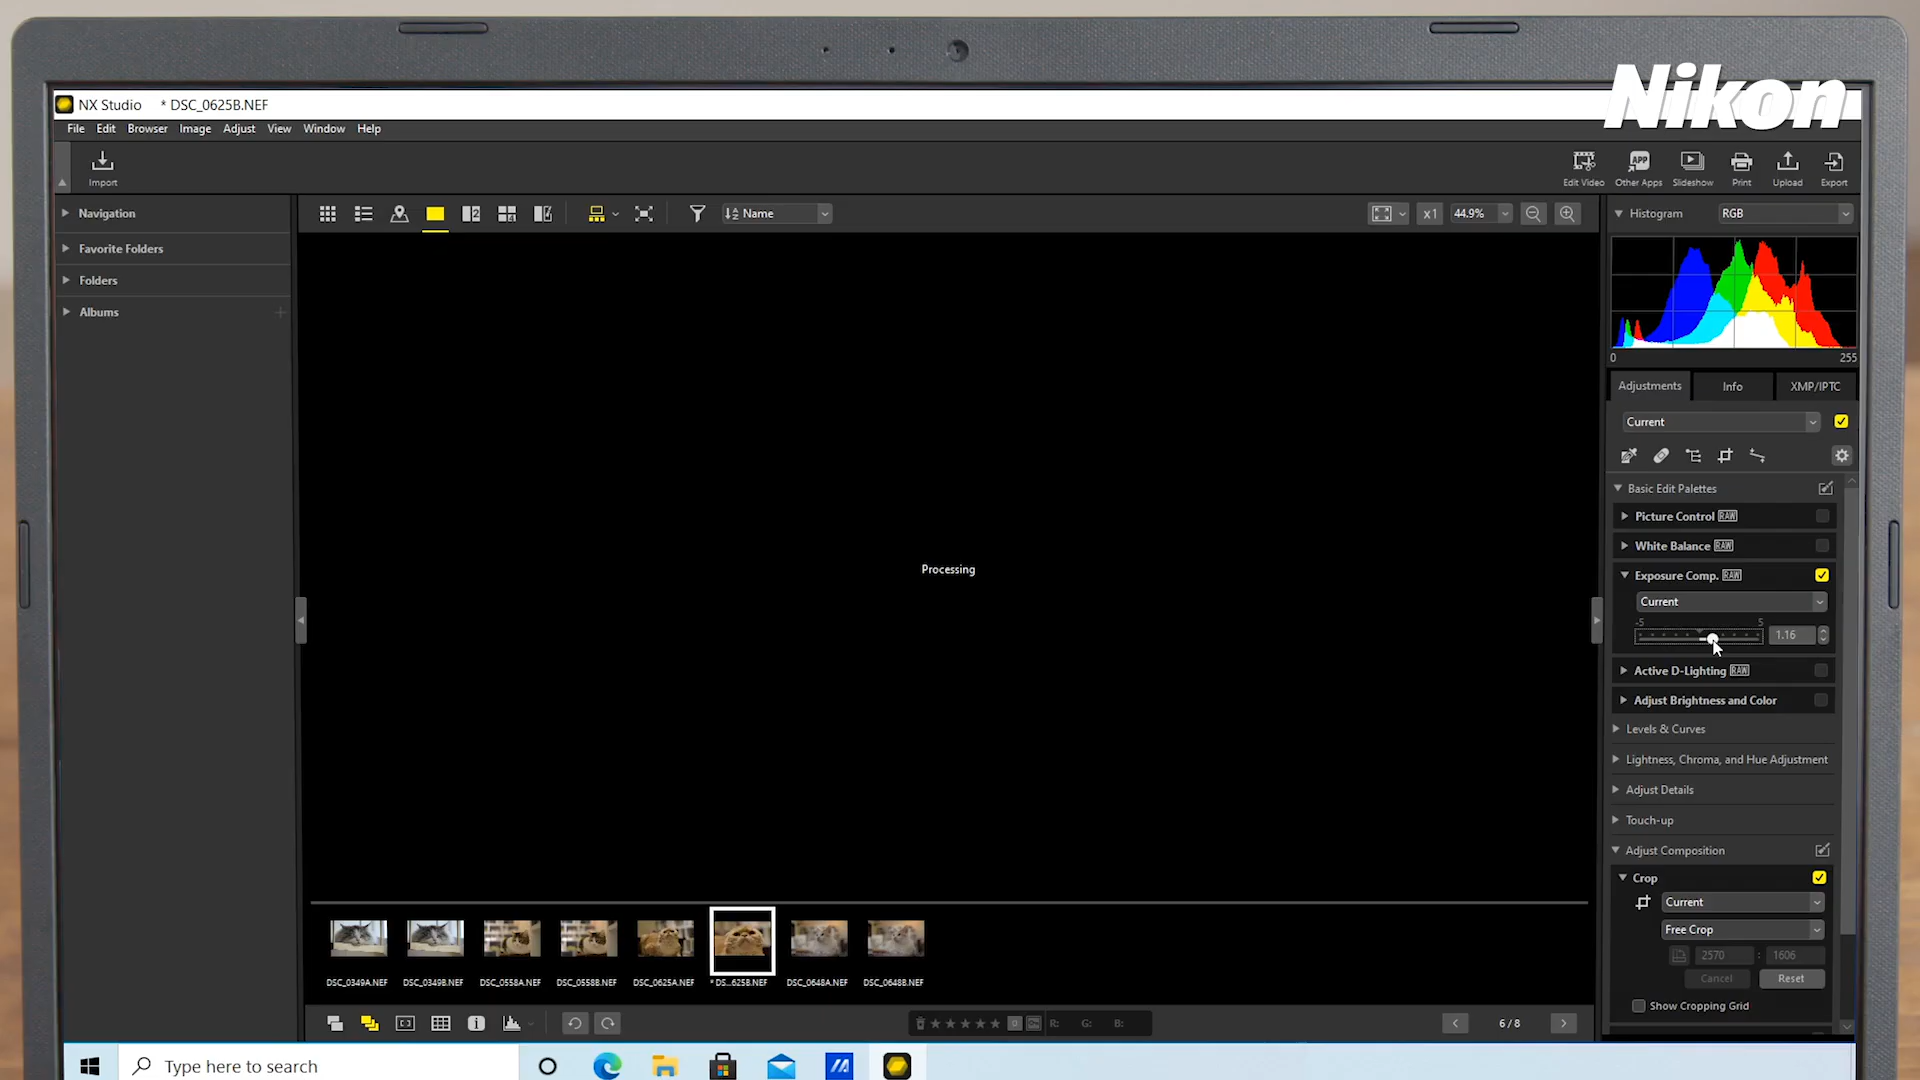 Nikon
NX Studio * DSC_0625B.NEF
File Edit Browser Image Adjust View Window Help
Import
Edit Video Other Apps Slideshow Print Upload Export
Navigation
Favorite Folders
Folders
Albums
Name
x1 44.9%
Histogram RGB
0 255
Adjustments Info XMP/IPTC
Current
Basic Edit Palettes
Picture Control RAW
White Balance RAW
Exposure Comp. RAW
Current
-5 5
1.16
Active D-Lighting RAW
Adjust Brightness and Color
Levels & Curves
Lightness, Chroma, and Hue Adjustment
Adjust Details
Touch-up
Adjust Composition
Crop
Current
Free Crop
2570 : 1606
Cancel Reset
Show Cropping Grid
Processing
DSC_0349A.NEF DSC_0349B.NEF DSC_0558A.NEF DSC_0558B.NEF DSC_0625A.NEF * DS...625B.NEF DSC_0648A.NEF DSC_0648B.NEF
R: G: B:
6 / 8
Type here to search